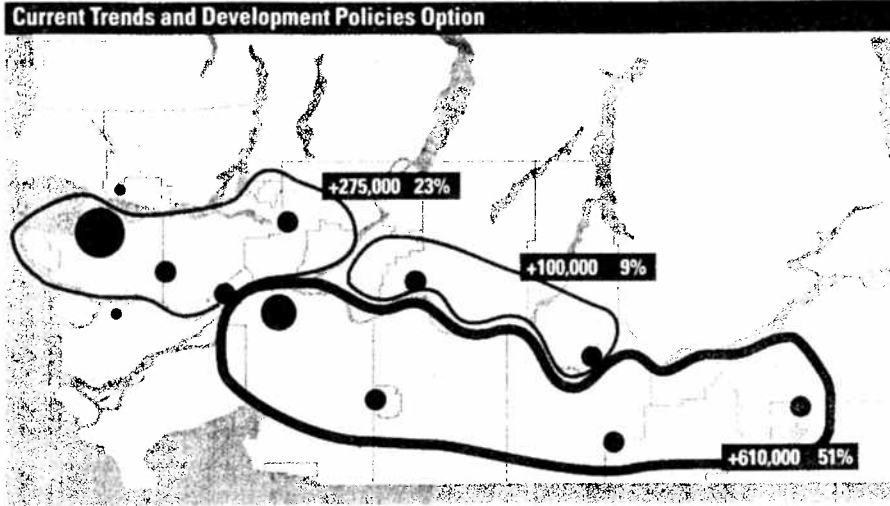 Current Trends and Development Policies Option
+275,000 23%
+100,000 9%
+610,000 51%